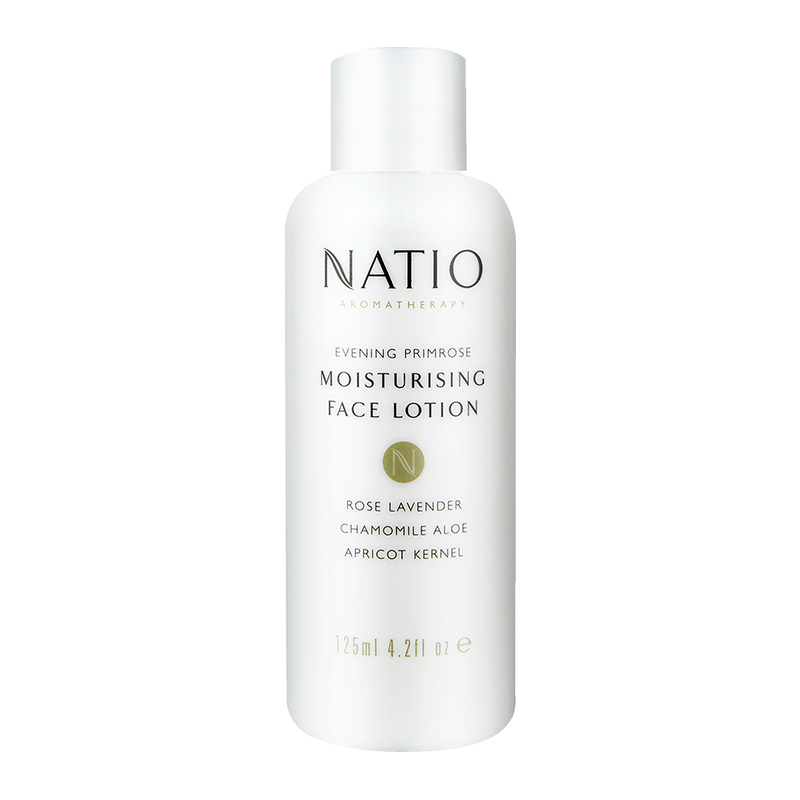 NATIO
AROMATHERAPY
EVENING PRIMROSE
MOISTURISING
FACE LOTION
N
ROSE LAVENDER
CHAMOMILE ALOE
APRICOT KERNEL
125ml 4.2fl oz ℮